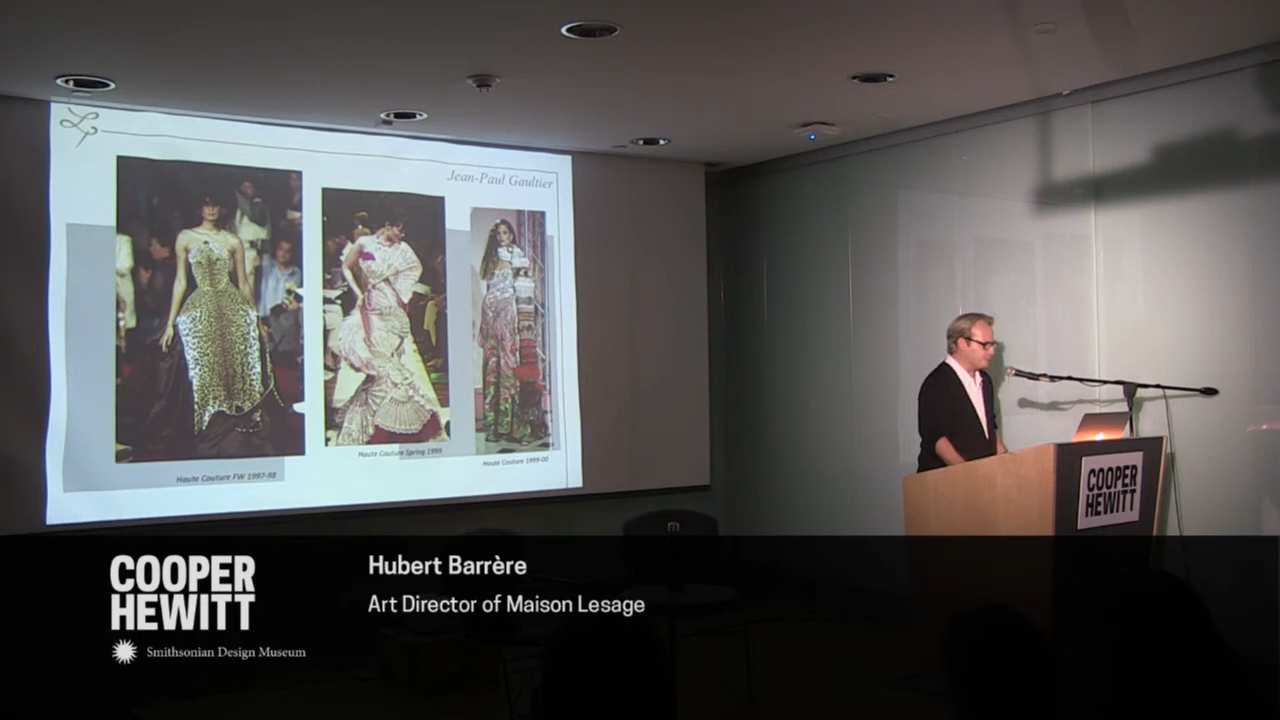 Jean-Paul Gaultier
Haute Couture FW 1997-98
Haute Couture Spring 1999
Haute Couture 1999-00
COOPER
HEWITT
COOPER
HEWITT
Smithsonian Design Museum
Hubert Barrère
Art Director of Maison Lesage